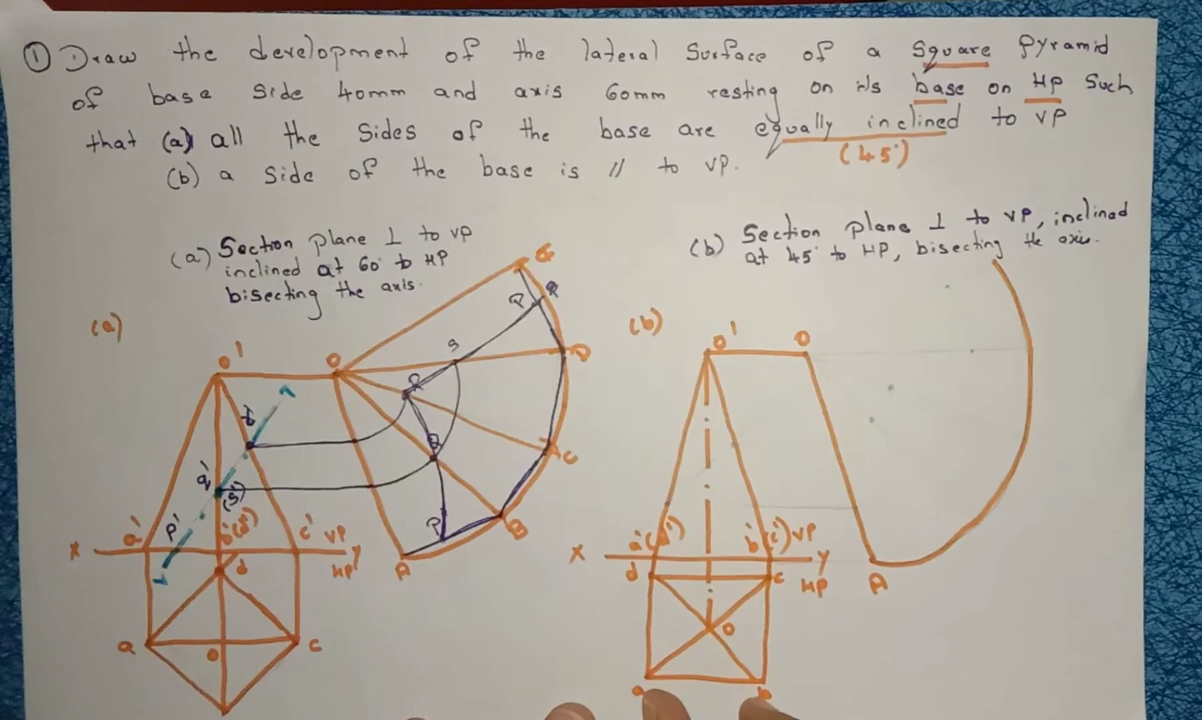 ① Draw the development of the lateral Surface of a Square Pyramid
of base side 40mm and axis 60mm resting on its base on HP such
that (a) all the sides of the base are equally inclined to VP
(45°)
(b) a side of the base is // to VP.
(a) Section plane ⊥ to VP
inclined at 60° to HP
bisecting the axis.
(b) Section plane ⊥ to VP, inclined
at 45° to HP, bisecting the axis.
(a)
o' O A
P R
S D
R
Q C
q' (s')
P B
p'
X a' b'(d') c' VP Y
HP
A
d
a o c
(b)
o' O
X a'(d') b'(c') VP Y
HP
A
d c
o
a b